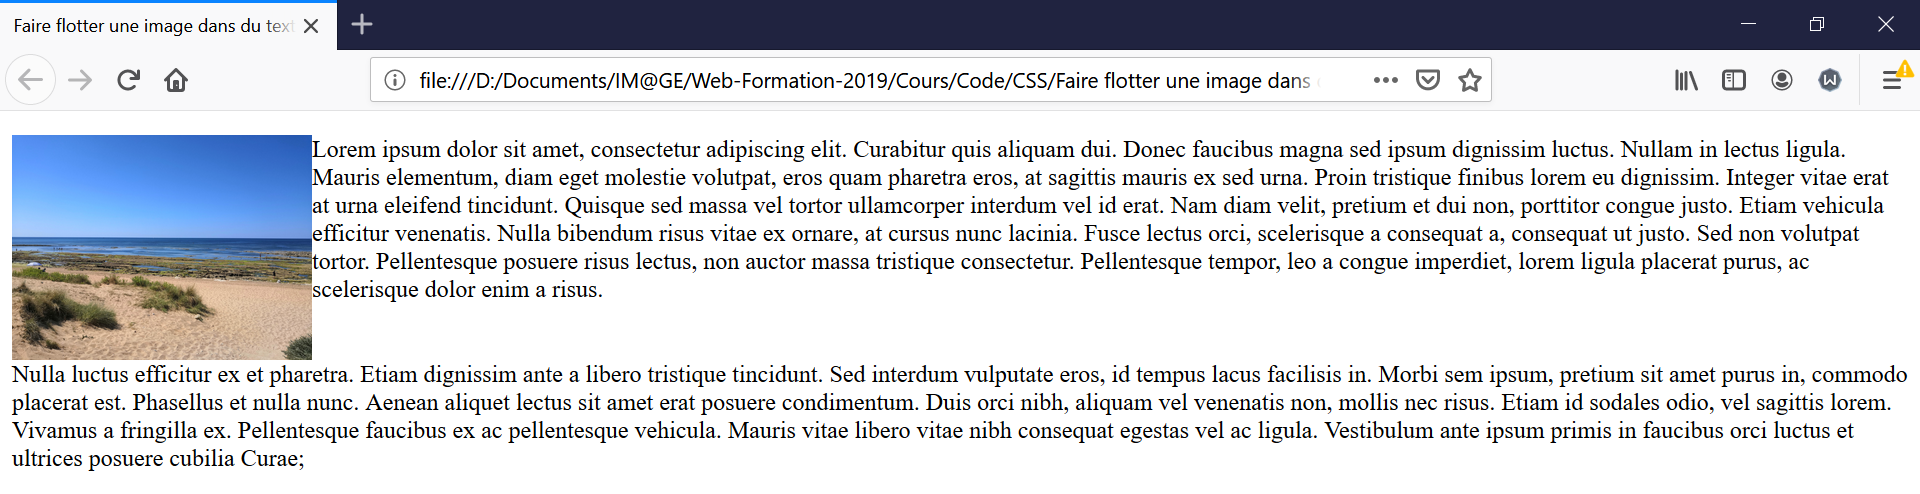 Faire flotter une image dans du text
file:///D:/Documents/IM@GE/Web-Formation-2019/Cours/Code/CSS/Faire flotter une image dans
Lorem ipsum dolor sit amet, consectetur adipiscing elit. Curabitur quis aliquam dui. Donec faucibus magna sed ipsum dignissim luctus. Nullam in lectus ligula.
Mauris elementum, diam eget molestie volutpat, eros quam pharetra eros, at sagittis mauris ex sed urna. Proin tristique finibus lorem eu dignissim. Integer vitae erat
at urna eleifend tincidunt. Quisque sed massa vel tortor ullamcorper interdum vel id erat. Nam diam velit, pretium et dui non, porttitor congue justo. Etiam vehicula
efficitur venenatis. Nulla bibendum risus vitae ex ornare, at cursus nunc lacinia. Fusce lectus orci, scelerisque a consequat a, consequat ut justo. Sed non volutpat
tortor. Pellentesque posuere risus lectus, non auctor massa tristique consectetur. Pellentesque tempor, leo a congue imperdiet, lorem ligula placerat purus, ac
scelerisque dolor enim a risus.
Nulla luctus efficitur ex et pharetra. Etiam dignissim ante a libero tristique tincidunt. Sed interdum vulputate eros, id tempus lacus facilisis in. Morbi sem ipsum, pretium sit amet purus in, commodo
placerat est. Phasellus et nulla nunc. Aenean aliquet lectus sit amet erat posuere condimentum. Duis orci nibh, aliquam vel venenatis non, mollis nec risus. Etiam id sodales odio, vel sagittis lorem.
Vivamus a fringilla ex. Pellentesque faucibus ex ac pellentesque vehicula. Mauris vitae libero vitae nibh consequat egestas vel ac ligula. Vestibulum ante ipsum primis in faucibus orci luctus et
ultrices posuere cubilia Curae;